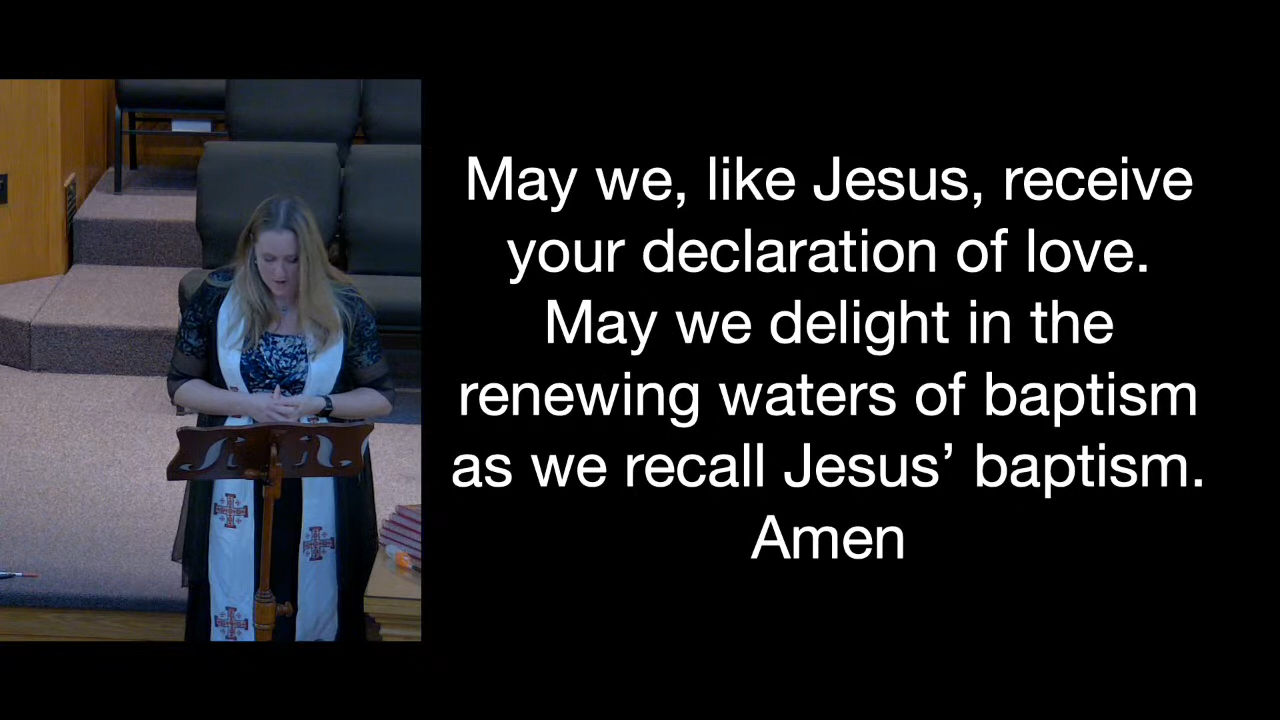 May we, like Jesus, receive
your declaration of love.
May we delight in the
renewing waters of baptism
as we recall Jesus’ baptism.
Amen